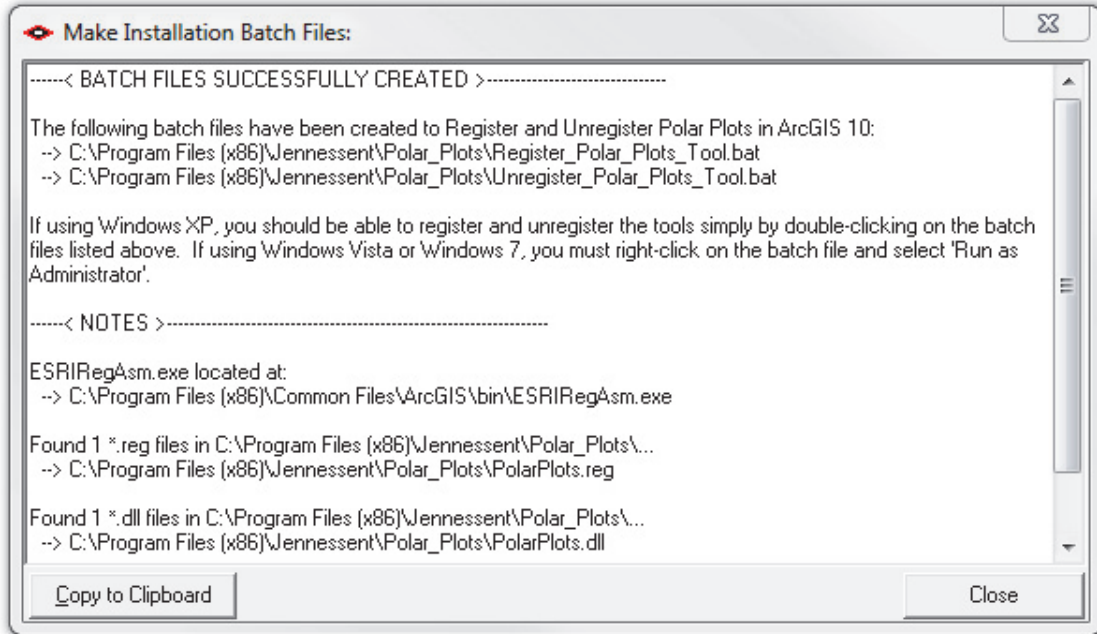 Make Installation Batch Files:
------< BATCH FILES SUCCESSFULLY CREATED >--------------------------------
The following batch files have been created to Register and Unregister Polar Plots in ArcGIS 10:
--> C:\Program Files (x86)\Jennessent\Polar_Plots\Register_Polar_Plots_Tool.bat
--> C:\Program Files (x86)\Jennessent\Polar_Plots\Unregister_Polar_Plots_Tool.bat
If using Windows XP, you should be able to register and unregister the tools simply by double-clicking on the batch
files listed above.  If using Windows Vista or Windows 7, you must right-click on the batch file and select 'Run as
Administrator'.
------< NOTES >--------------------------------------------------------------------
ESRIRegAsm.exe located at:
--> C:\Program Files (x86)\Common Files\ArcGIS\bin\ESRIRegAsm.exe
Found 1 *.reg files in C:\Program Files (x86)\Jennessent\Polar_Plots\...
--> C:\Program Files (x86)\Jennessent\Polar_Plots\PolarPlots.reg
Found 1 *.dll files in C:\Program Files (x86)\Jennessent\Polar_Plots\...
--> C:\Program Files (x86)\Jennessent\Polar_Plots\PolarPlots.dll
Copy to Clipboard
Close